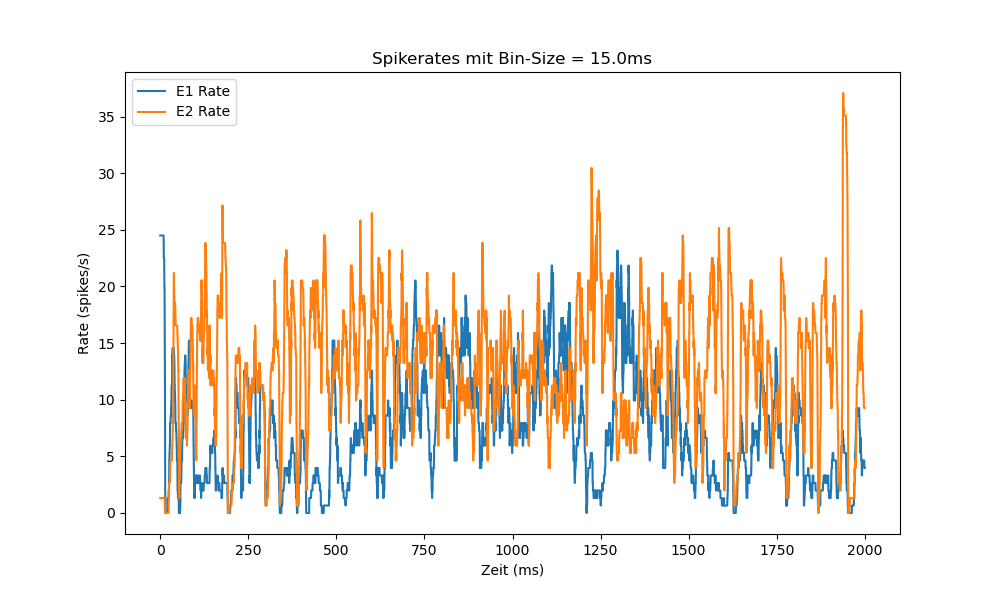 Spikerates mit Bin-Size = 15.0ms
E1 Rate
E2 Rate
Rate (spikes/s)
35
30
25
20
15
10
5
0
0 250 500 750 1000 1250 1500 1750 2000
Zeit (ms)